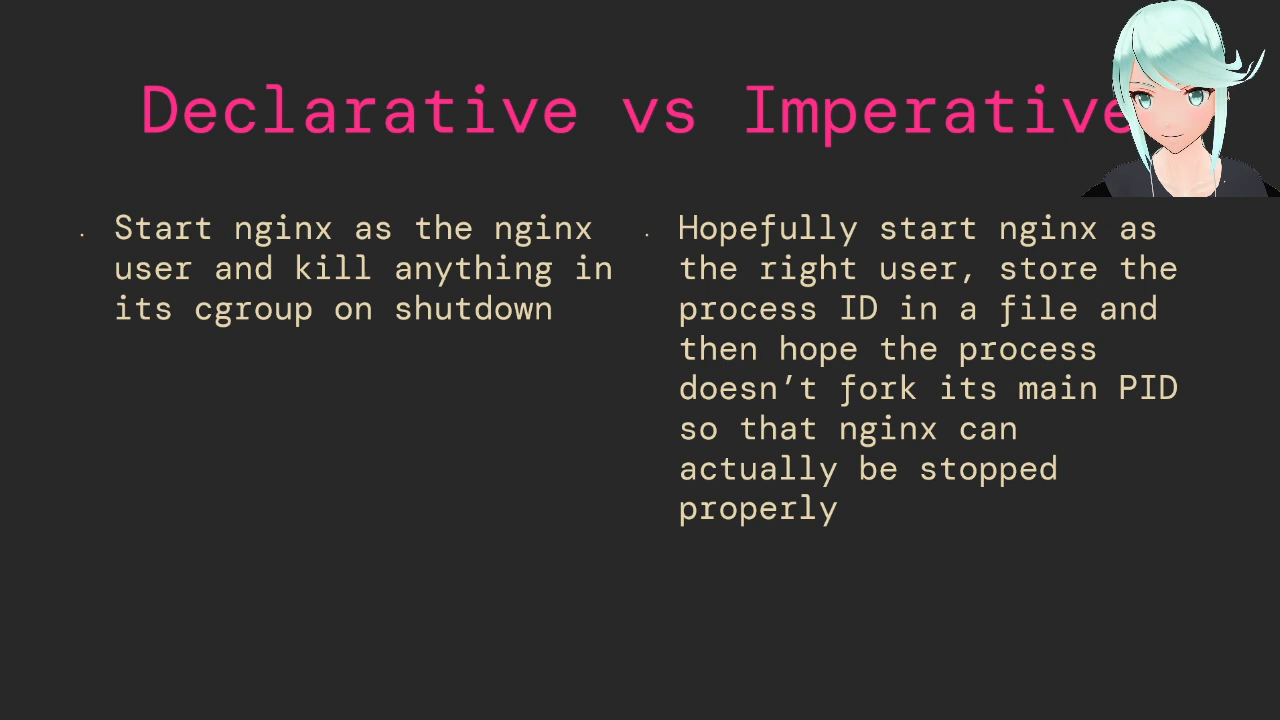 Declarative vs Imperative
Start nginx as the nginx
user and kill anything in
its cgroup on shutdown
Hopefully start nginx as
the right user, store the
process ID in a file and
then hope the process
doesn’t fork its main PID
so that nginx can
actually be stopped
properly